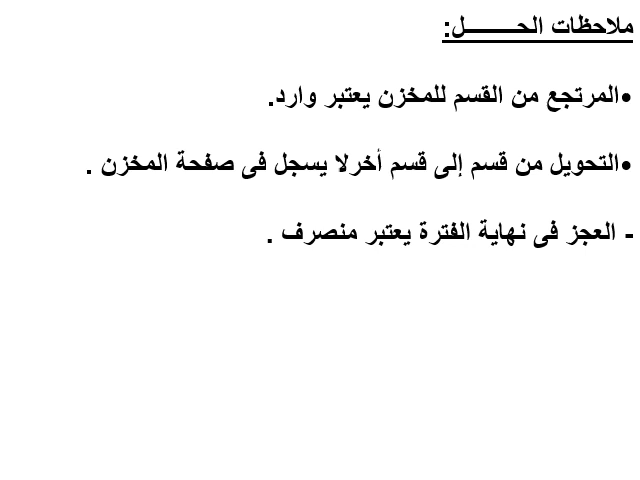 ملاحظات الحـــــــــل:
•المرتجع من القسم للمخزن يعتبر وارد.
•التحويل من قسم إلى قسم أخرلا يسجل فى صفحة المخزن .
- العجز فى نهاية الفترة يعتبر منصرف .